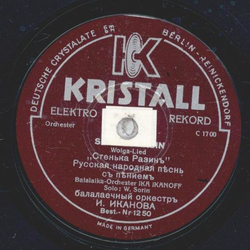 DEUTSCHE CRYSTALATE
BERLIN-REINICKENDORF
K
KRISTALL
ELEKTRO REKORD
Orchester C 1700
Wolga-Lied
„Стенька Разинъ"
Русская народная пѣснь
съ пѣніемъ
Balalaika-Orchester IKA IKANOFF
Solo: W. Sorin
балалаечный оркестръ
И. ИКАНОВА
Best.-Nr 1250
MADE IN GERMANY